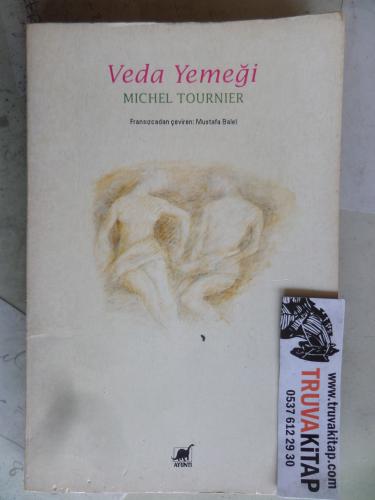 Veda Yemeği
MICHEL TOURNIER
Fransızcadan çeviren: Mustafa Balel
AYRINTI
TRUVAKiTAP
www.truvakitap.com
0537 612 29 30